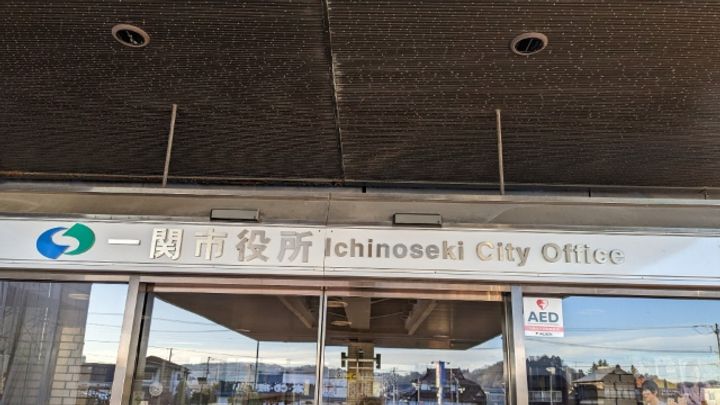 一関市役所 Ichinoseki City Office
AED